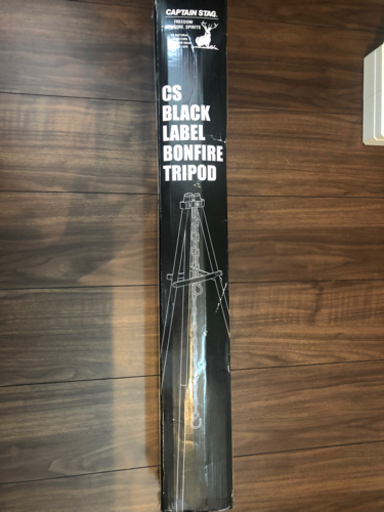 CAPTAIN STAG
CS
BLACK
LABEL
BONFIRE
TRIPOD